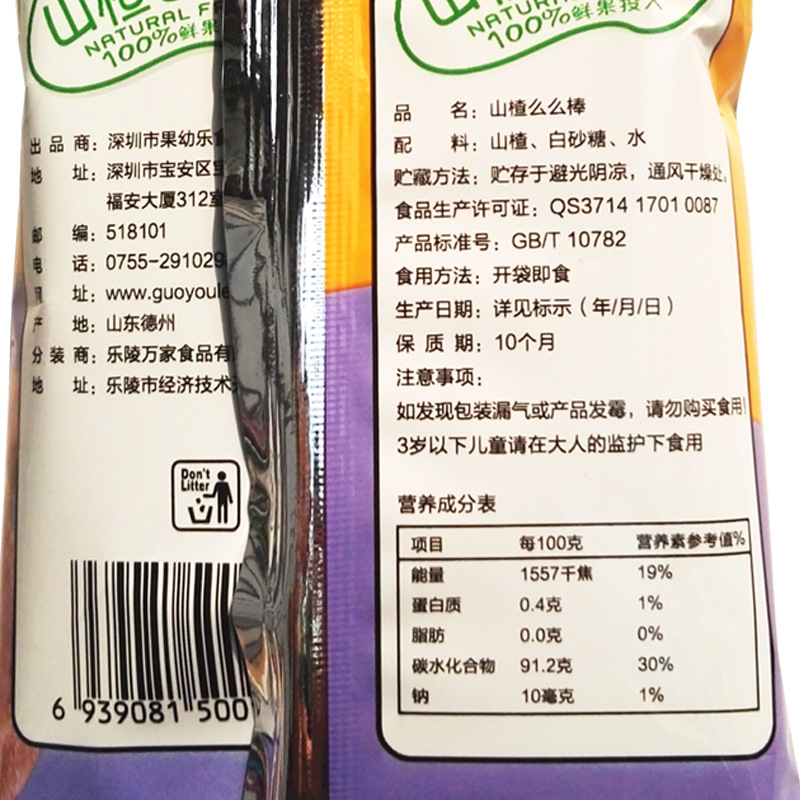 NATURAL F
100%鲜果
出品商：深圳市果幼乐
地 址：深圳市宝安区
福安大厦312室
邮 编：518101
电 话：0755-291029
网 址：www.guoyoule
产 地：山东德州
分装商：乐陵万家食品有
地 址：乐陵市经济技术
Don't
Litter
6 939081 500
100%鲜果投入
品 名：山楂么么棒
配 料：山楂、白砂糖、水
贮藏方法：贮存于避光阴凉，通风干燥处。
食品生产许可证：QS3714 1701 0087
产品标准号：GB/T 10782
食用方法：开袋即食
生产日期：详见标示（年/月/日）
保 质 期：10个月
注意事项：
如发现包装漏气或产品发霉，请勿购买食用!
3岁以下儿童请在大人的监护下食用
营养成分表
项目 每100克 营养素参考值%
能量 1557千焦 19%
蛋白质 0.4克 1%
脂肪 0.0克 0%
碳水化合物 91.2克 30%
钠 10毫克 1%